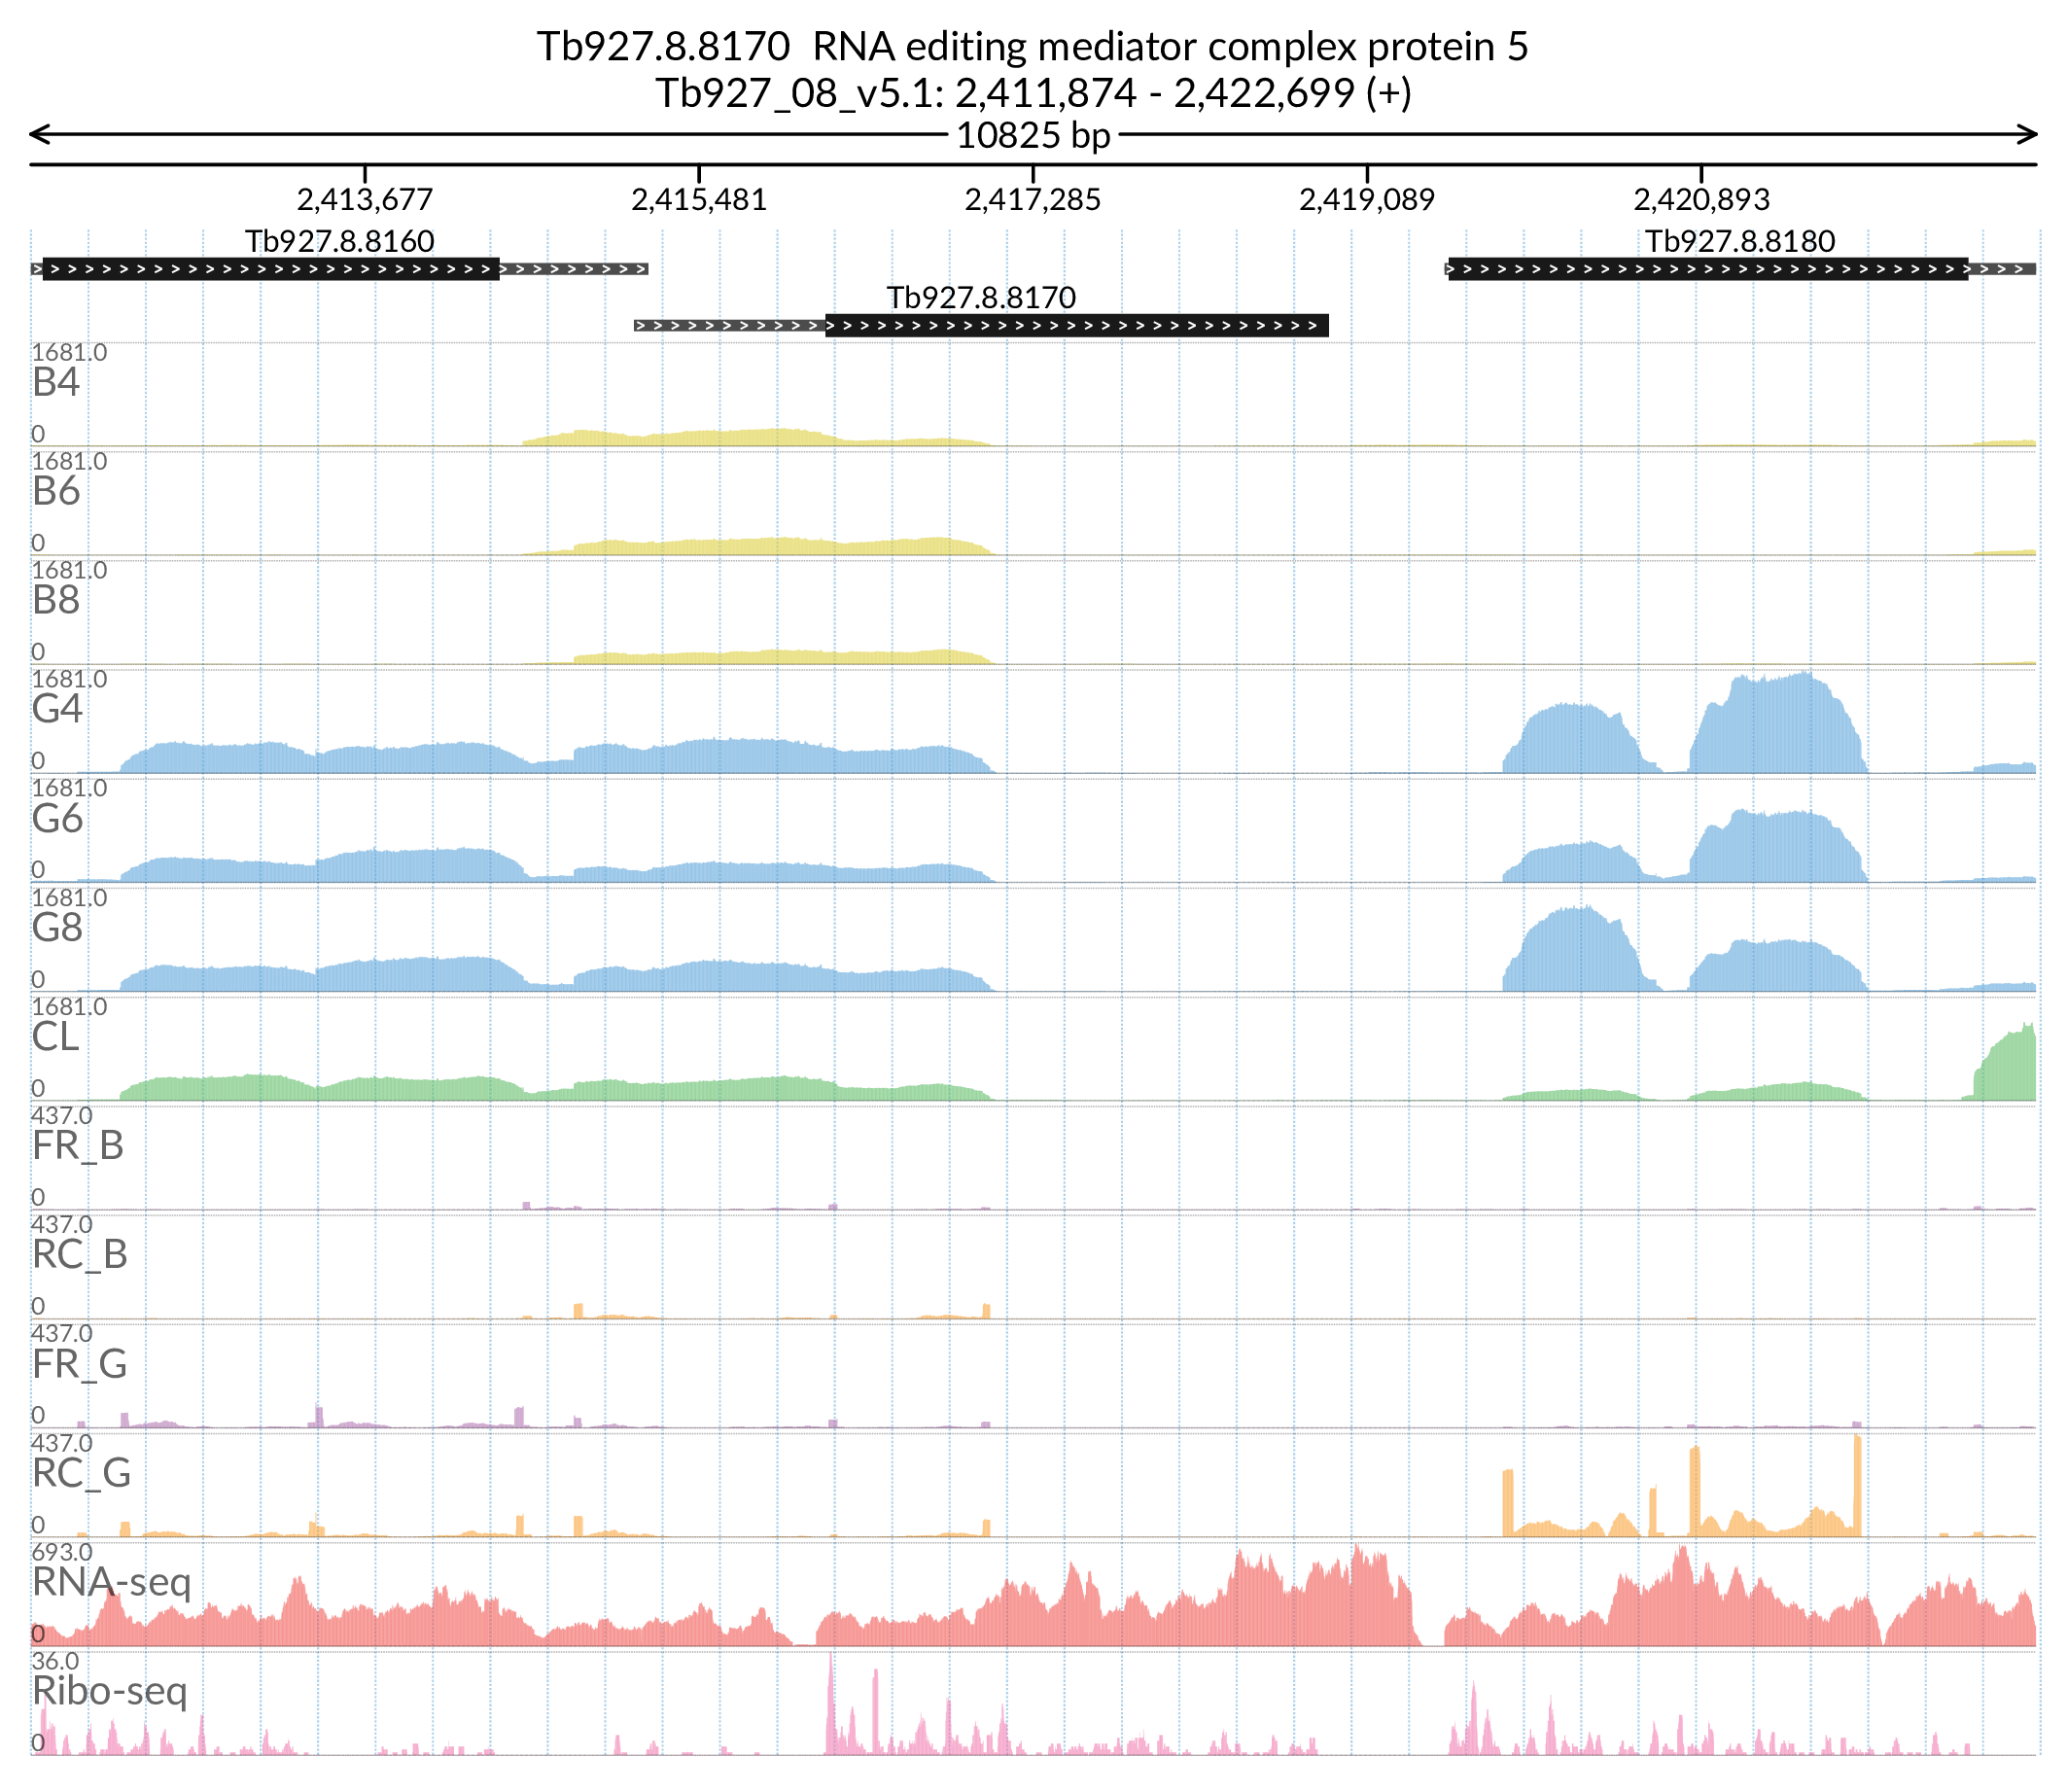 Tb927.8.8170 RNA editing mediator complex protein 5
Tb927_08_v5.1: 2,411,874 - 2,422,699 (+)
10825 bp
2,413,677 2,415,481 2,417,285 2,419,089 2,420,893
Tb927.8.8160 Tb927.8.8180
Tb927.8.8170
1681.0
B4
0
1681.0
B6
0
1681.0
B8
0
1681.0
G4
0
1681.0
G6
0
1681.0
G8
0
1681.0
CL
0
437.0
FR_B
0
437.0
RC_B
0
437.0
FR_G
0
437.0
RC_G
0
693.0
RNA-seq
0
36.0
Ribo-seq
0